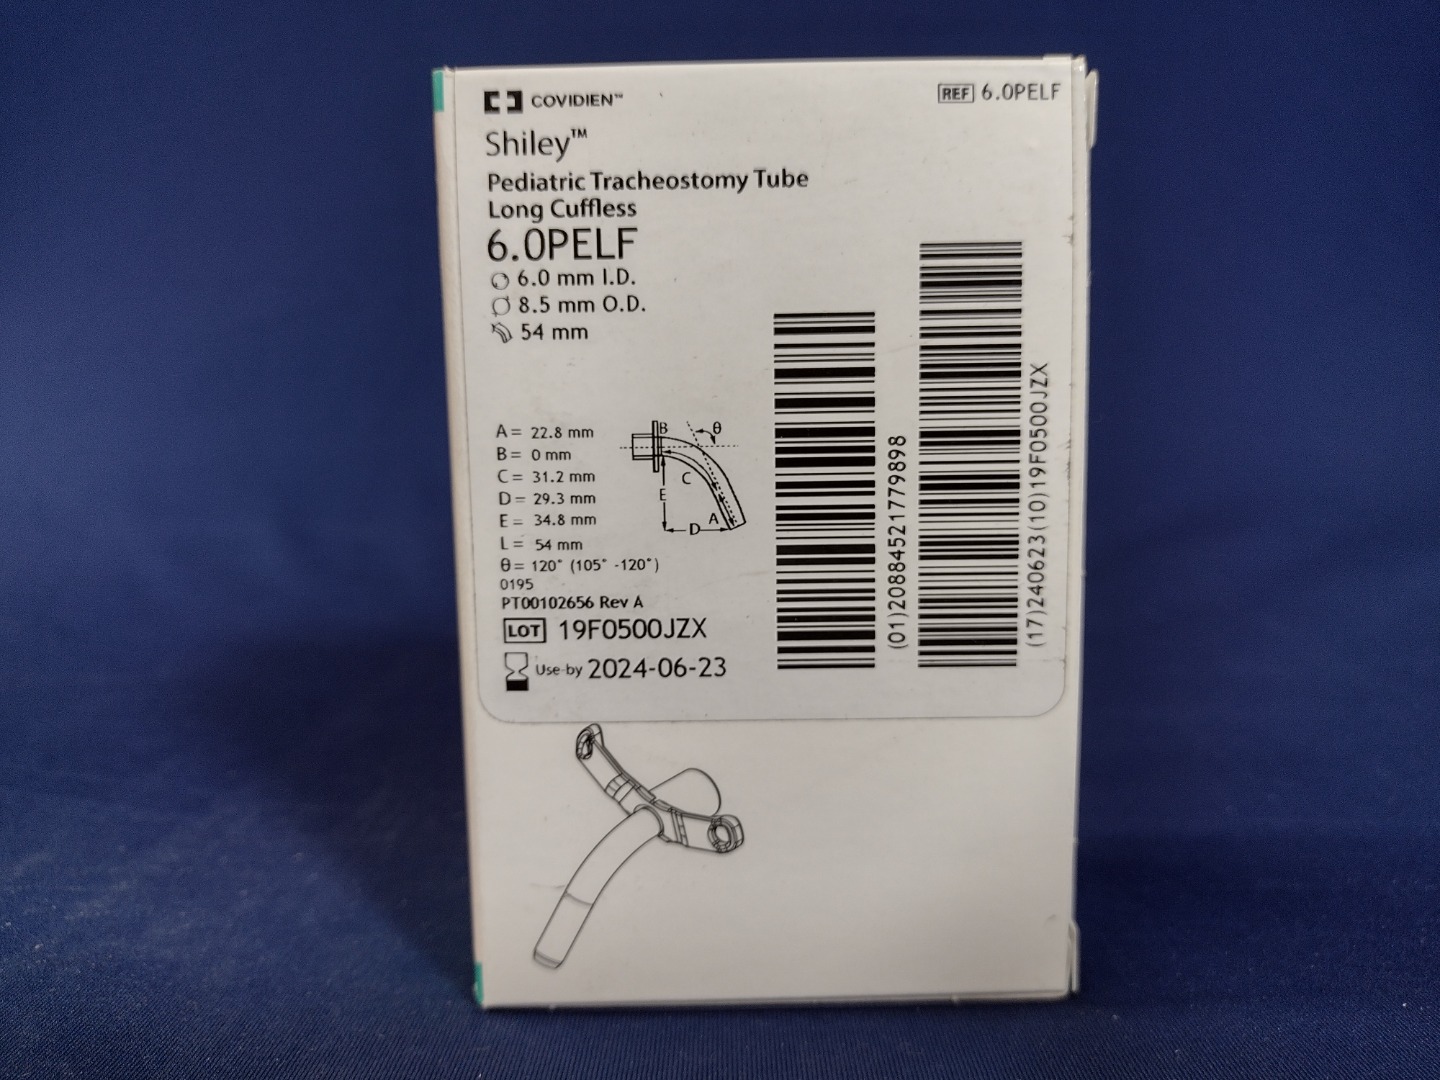 COVIDIEN™
REF 6.0PELF
Shiley™
Pediatric Tracheostomy Tube
Long Cuffless
6.0PELF
6.0 mm I.D.
8.5 mm O.D.
54 mm
A = 22.8 mm
B = 0 mm
C = 31.2 mm
D = 29.3 mm
E = 34.8 mm
L = 54 mm
θ = 120° (105° -120°)
B
θ
C
E
A
D
0195
PT00102656 Rev A
LOT 19F0500JZX
Use by 2024-06-23
(01)20884521779898
(17)240623(10)19F0500JZX